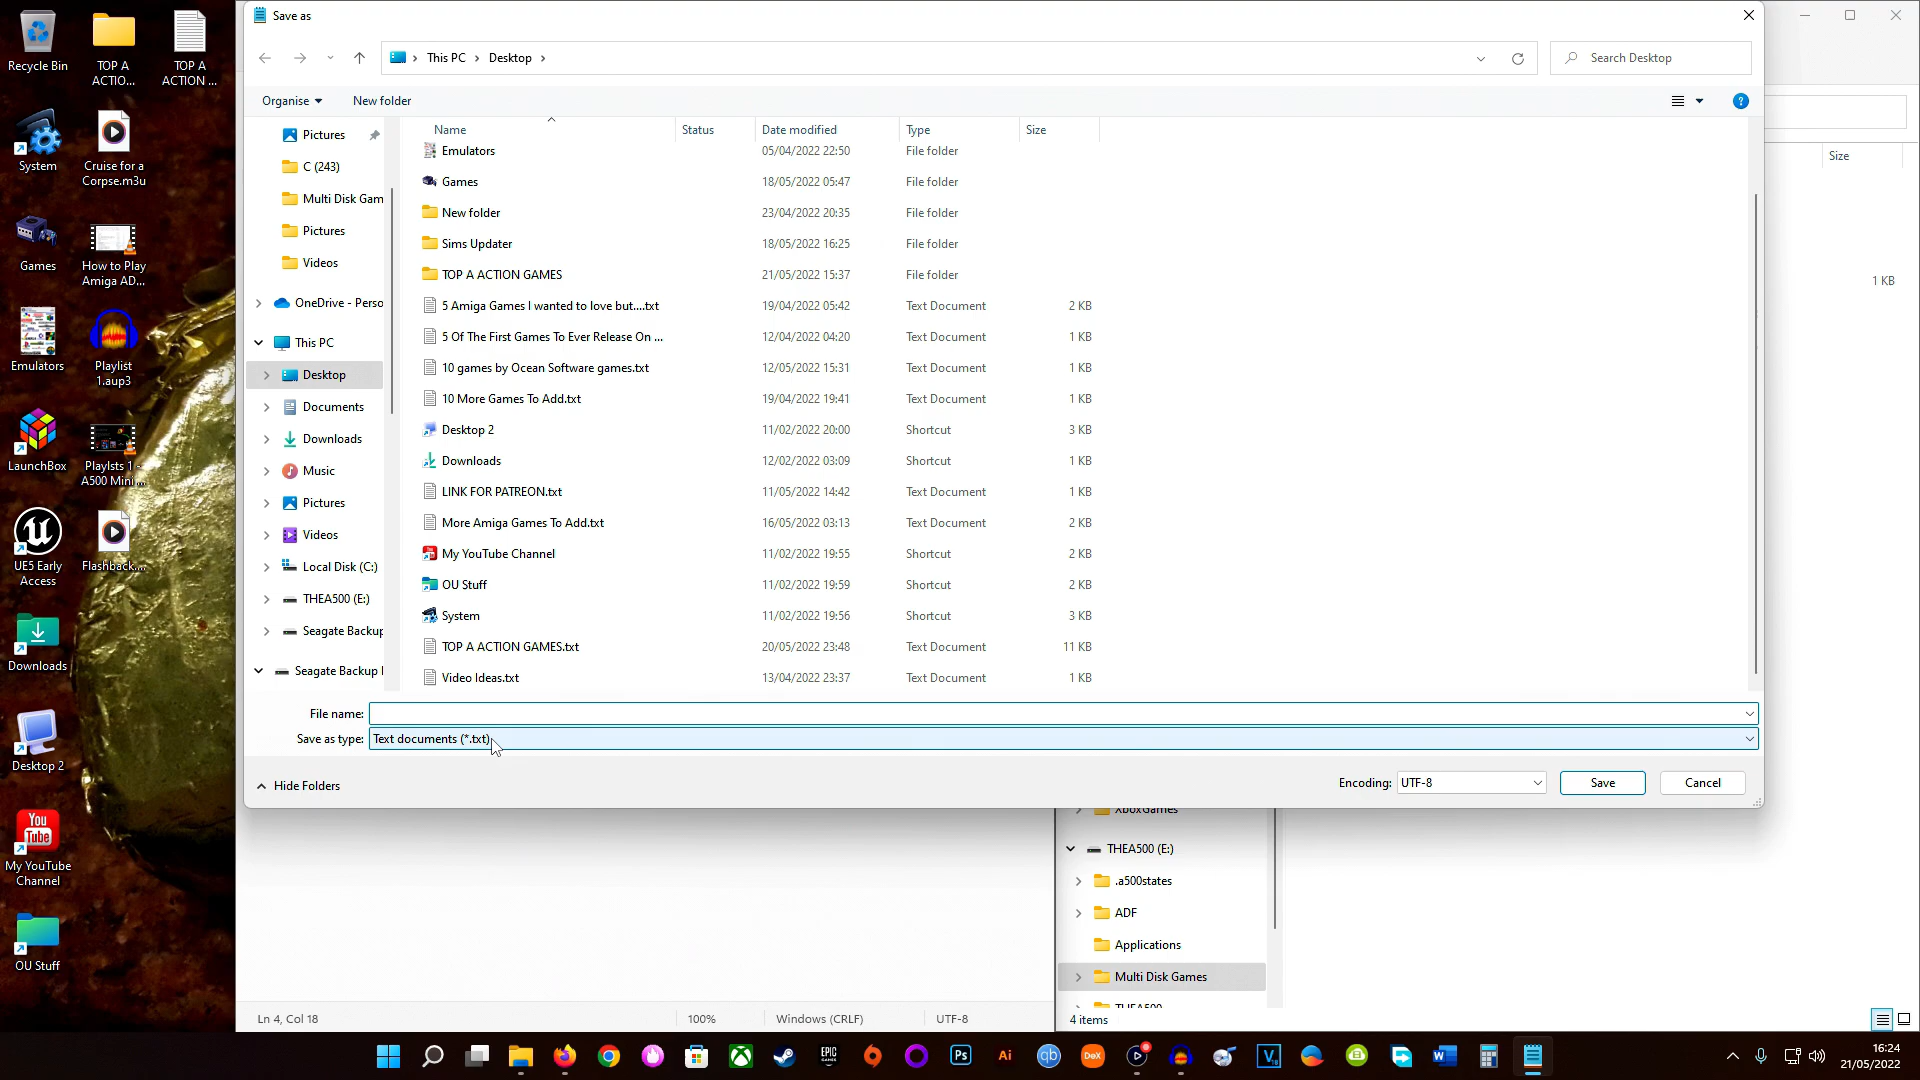 Save as
This PC
Desktop
Search Desktop
Organise
New folder
Name
Status
Date modified
Type
Size
Emulators 05/04/2022 22:50 File folder
Games 18/05/2022 05:47 File folder
New folder 23/04/2022 20:35 File folder
Sims Updater 18/05/2022 16:25 File folder
TOP A ACTION GAMES 21/05/2022 15:37 File folder
5 Amiga Games I wanted to love but....txt 19/04/2022 05:42 Text Document 2 KB
5 Of The First Games To Ever Release On ... 12/04/2022 04:20 Text Document 1 KB
10 games by Ocean Software games.txt 12/05/2022 15:31 Text Document 1 KB
10 More Games To Add.txt 19/04/2022 19:41 Text Document 1 KB
Desktop 2 11/02/2022 20:00 Shortcut 3 KB
Downloads 12/02/2022 03:09 Shortcut 1 KB
LINK FOR PATREON.txt 11/05/2022 14:42 Text Document 1 KB
More Amiga Games To Add.txt 16/05/2022 03:13 Text Document 2 KB
My YouTube Channel 11/02/2022 19:55 Shortcut 2 KB
OU Stuff 11/02/2022 19:59 Shortcut 2 KB
System 11/02/2022 19:56 Shortcut 3 KB
TOP A ACTION GAMES.txt 20/05/2022 23:48 Text Document 11 KB
Video Ideas.txt 13/04/2022 23:37 Text Document 1 KB
Pictures
C (243)
Multi Disk Gam
Pictures
Videos
OneDrive - Perso
This PC
Desktop
Documents
Downloads
Music
Pictures
Videos
Local Disk (C:)
THEA500 (E:)
Seagate Backup
Seagate Backup
File name:
Save as type: Text documents (*.txt)
Hide Folders
Encoding: UTF-8
Save
Cancel
Recycle Bin
TOP A
ACTIO...
TOP A
ACTION ...
System
Cruise for a
Corpse.m3u
Games
How to Play
Amiga AD...
Emulators
Playlist
1.aup3
LaunchBox
Playlsts 1 -
A500 Mini ...
UE5 Early
Access
Flashback....
Downloads
Desktop 2
You
Tube
My YouTube
Channel
OU Stuff
Size
1 KB
XboxGames
THEA500 (E:)
.a500states
ADF
Applications
Multi Disk Games
THEA500
4 items
Ln 4, Col 18
100%
Windows (CRLF)
UTF-8
EPIC
GAMES
Ps
Ai
qb
DeX
W
16:24
21/05/2022